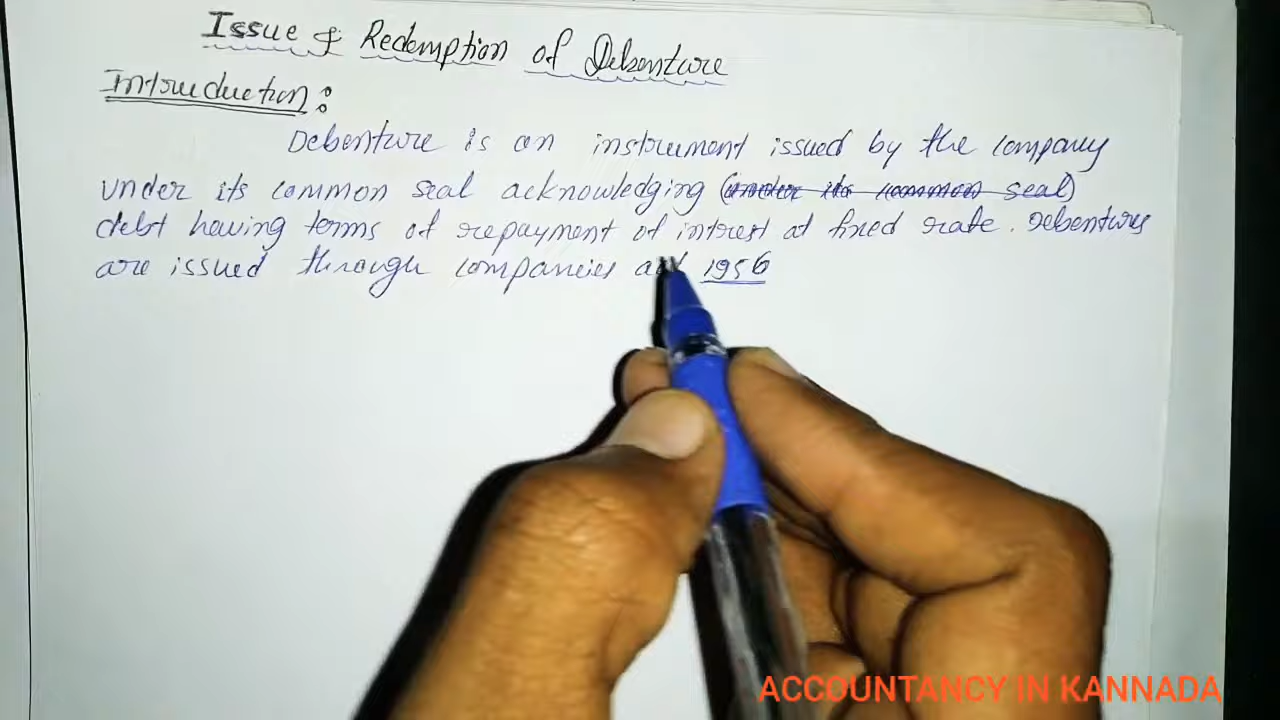 Issue & Redemption of Debenture
Introduction:
Debenture is an instrument issued by the company
under its common seal acknowledging (under its common seal)
debt having terms of repayment of intrest at fixed rate. Debentures
are issued through companies act 1956
ACCOUNTANCY IN KANNADA